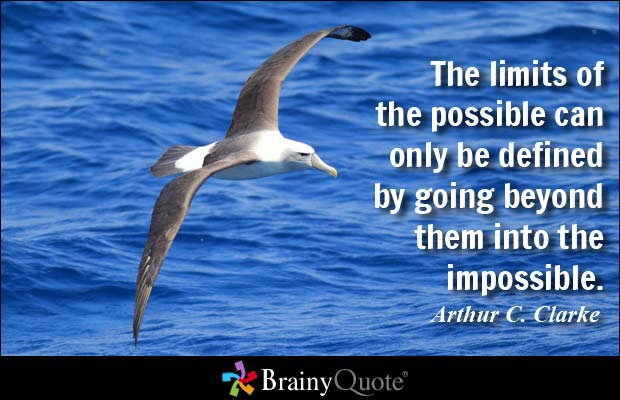 The limits of
the possible can
only be defined
by going beyond
them into the
impossible.
Arthur C. Clarke
BrainyQuote®